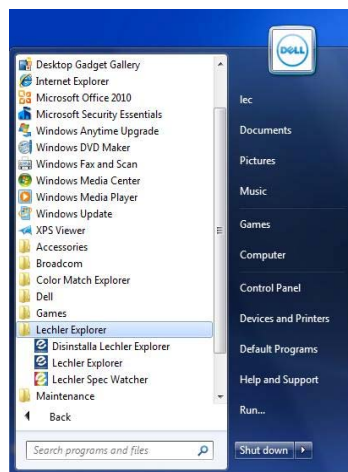 Desktop Gadget Gallery
Internet Explorer
Microsoft Office 2010
Microsoft Security Essentials
Windows Anytime Upgrade
Windows DVD Maker
Windows Fax and Scan
Windows Media Center
Windows Media Player
Windows Update
XPS Viewer
Accessories
Broadcom
Color Match Explorer
Dell
Games
Lechler Explorer
Disinstalla Lechler Explorer
Lechler Explorer
Lechler Spec Watcher
Maintenance
Back
Search programs and files
DELL
lec
Documents
Pictures
Music
Games
Computer
Control Panel
Devices and Printers
Default Programs
Help and Support
Run...
Shut down